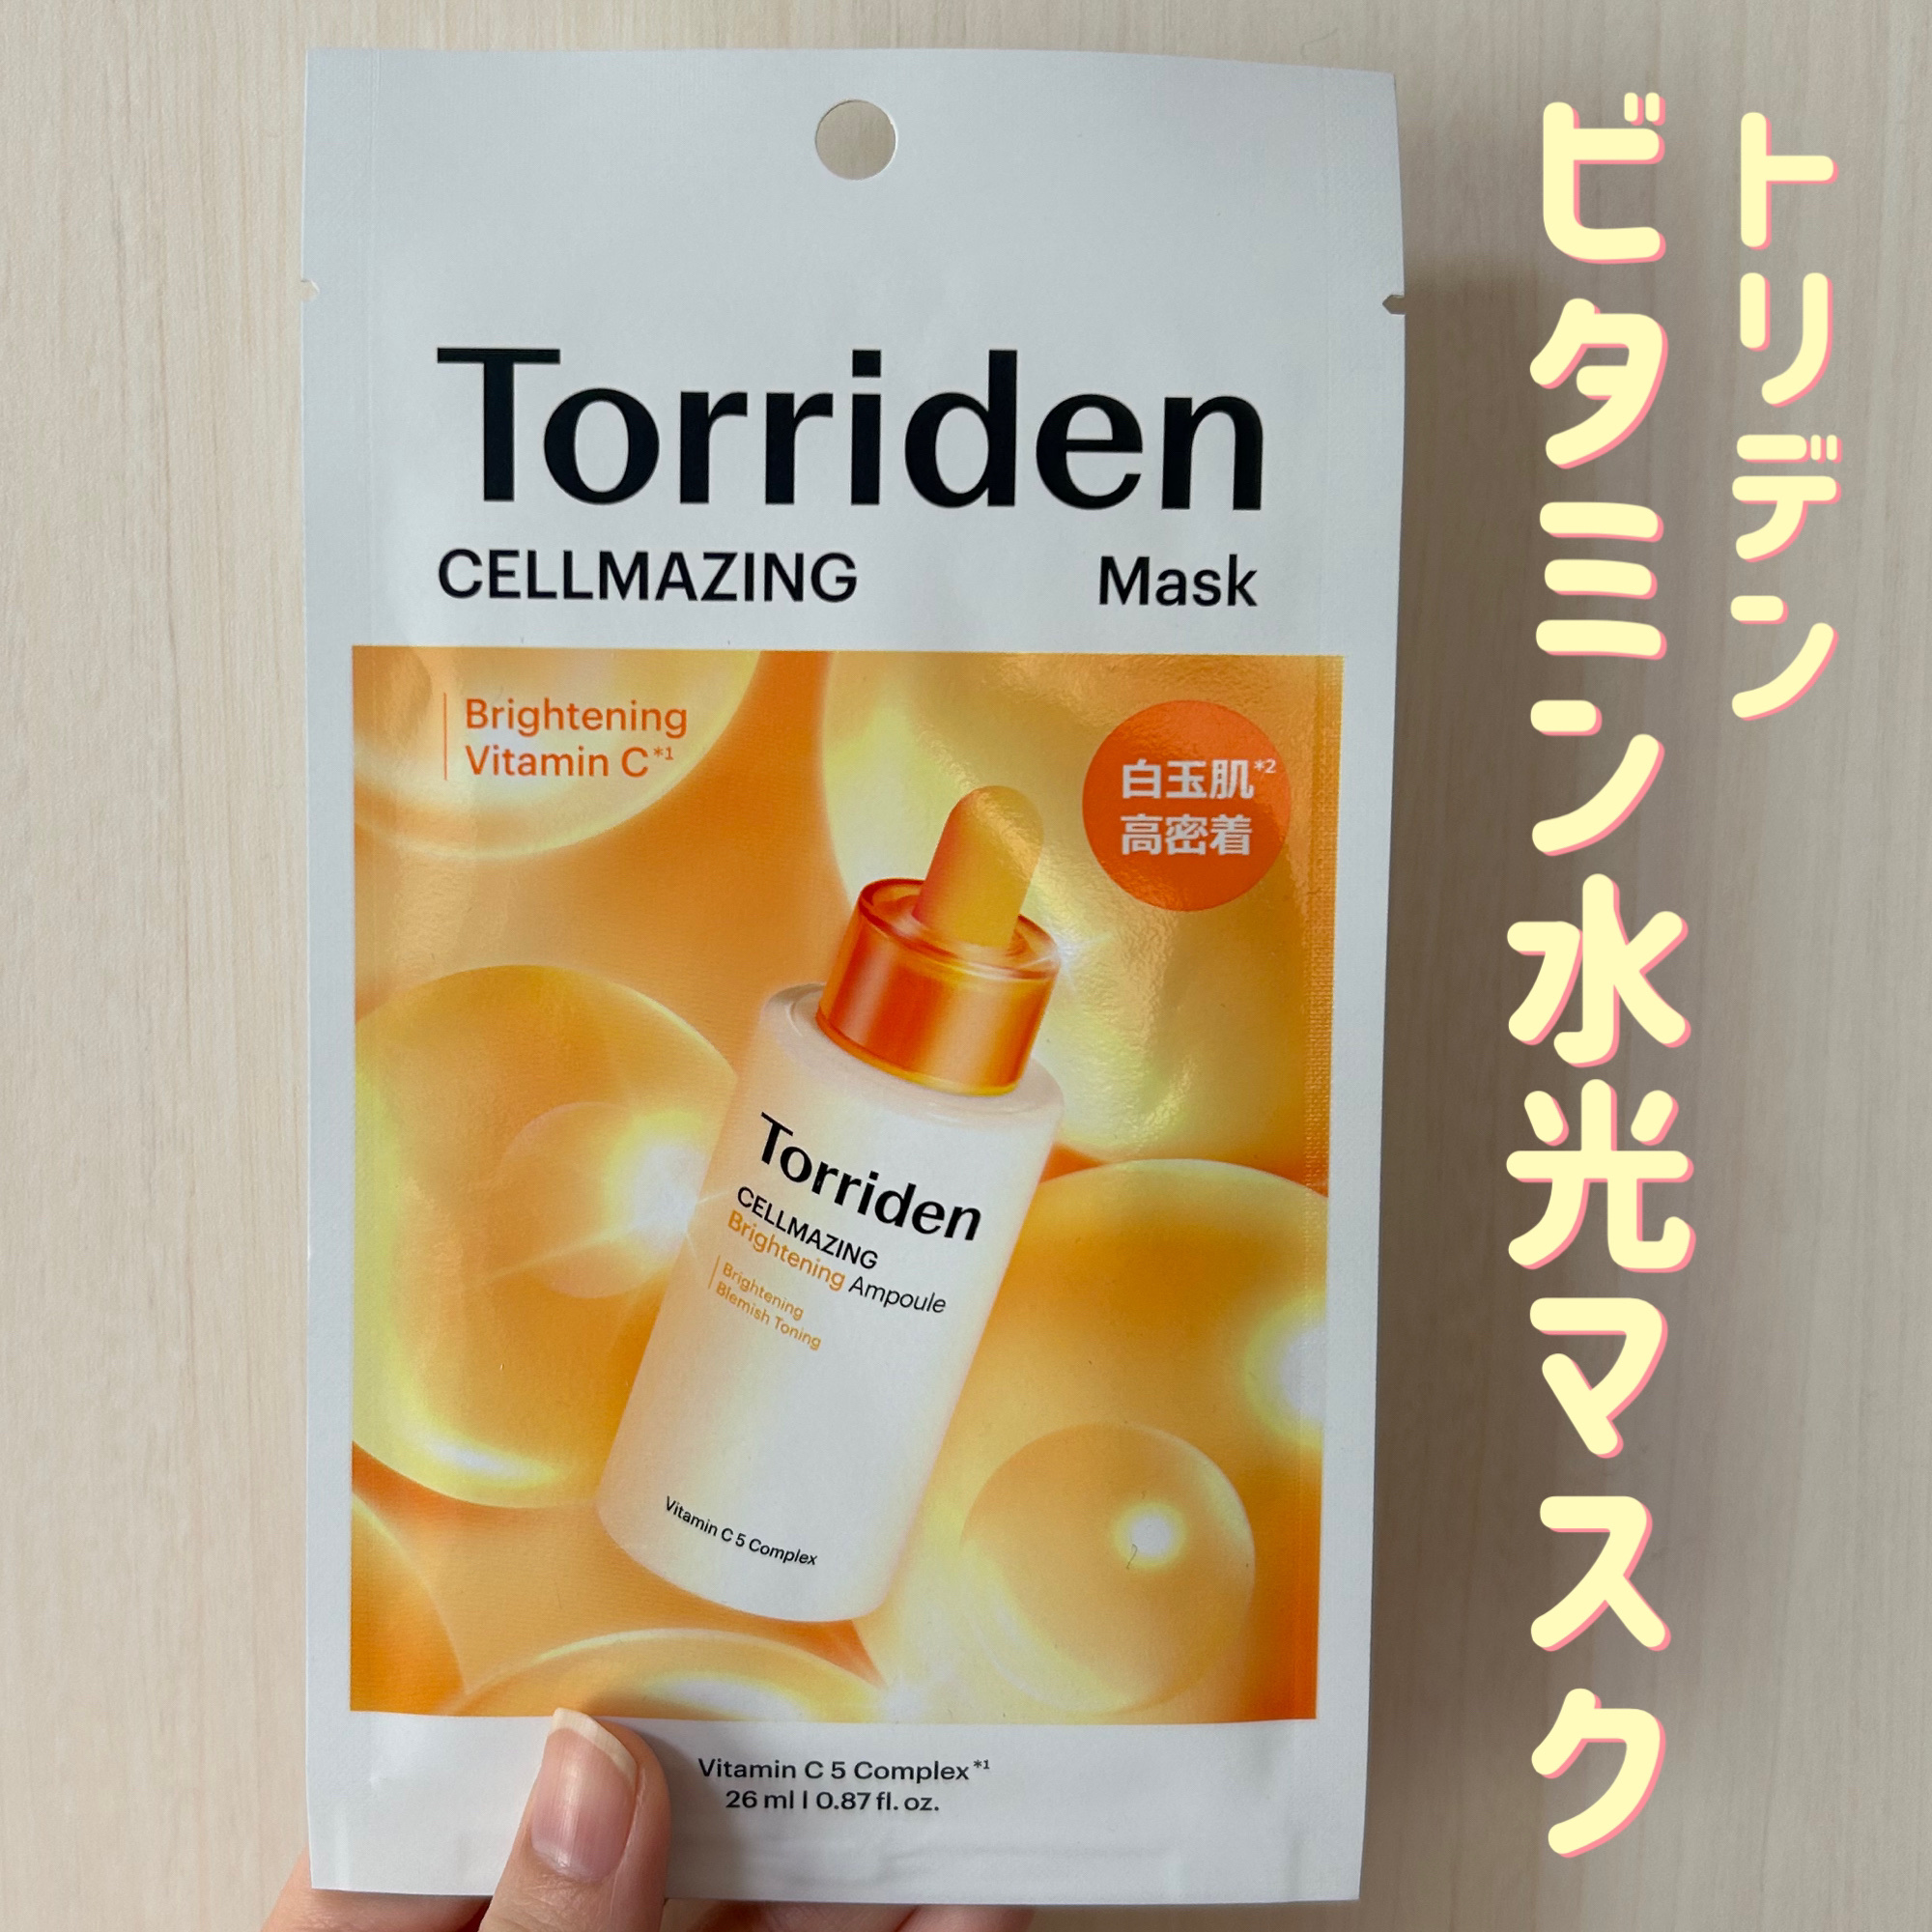 トリデン
ビタミン水光マスク
Torriden
CELLMAZING Mask
Brightening
Vitamin C*1
白玉肌*2
高密着
Torriden
CELLMAZING
Brightening Ampoule
Brightening
Blemish Toning
Vitamin C 5 Complex
Vitamin C 5 Complex*1
26 ml | 0.87 fl. oz.